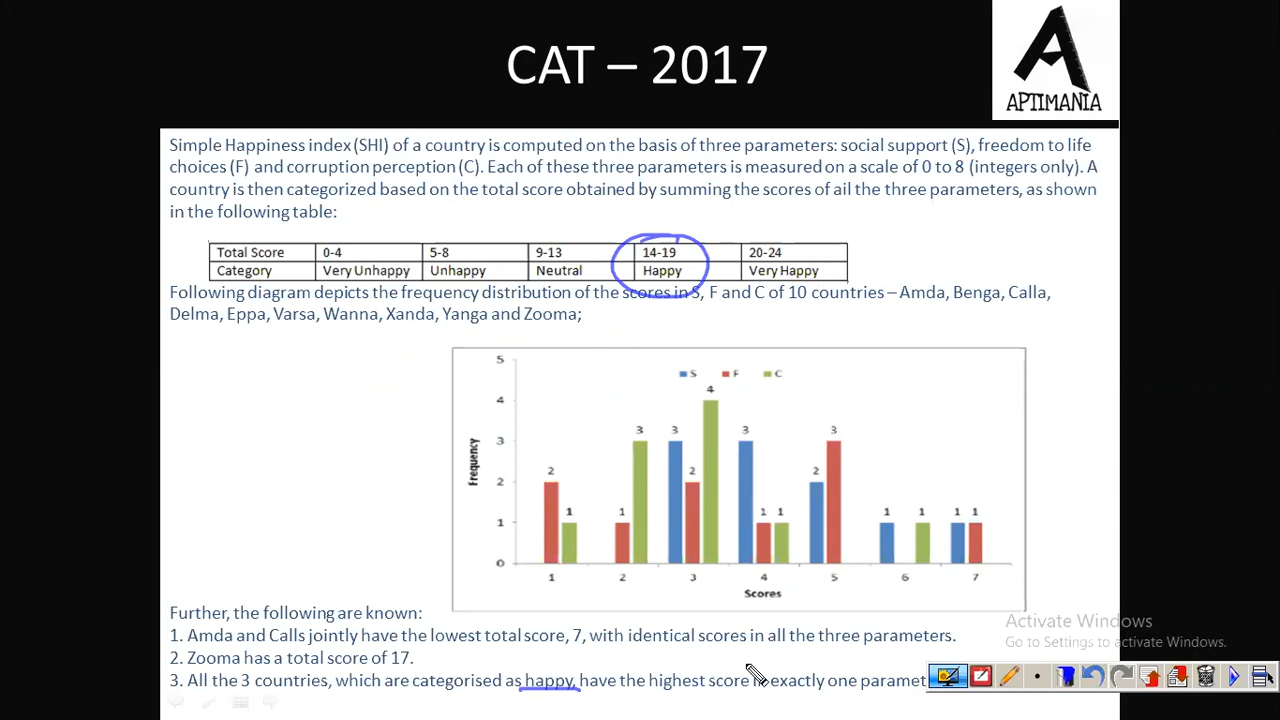 CAT – 2017
APTIMANIA
Simple Happiness index (SHI) of a country is computed on the basis of three parameters: social support (S), freedom to life
choices (F) and corruption perception (C). Each of these three parameters is measured on a scale of 0 to 8 (integers only). A
country is then categorized based on the total score obtained by summing the scores of ail the three parameters, as shown
in the following table:
Total Score 0-4 5-8 9-13 14-19 20-24
Category Very Unhappy Unhappy Neutral Happy Very Happy
Following diagram depicts the frequency distribution of the scores in S, F and C of 10 countries – Amda, Benga, Calla,
Delma, Eppa, Varsa, Wanna, Xanda, Yanga and Zooma;
5
S F C
4
4
3 3 3 3
3
2 2 2
2
1 1 1 1 1 1 1 1
1
0
Frequency
1 2 3 4 5 6 7
Scores
Further, the following are known:
1. Amda and Calls jointly have the lowest total score, 7, with identical scores in all the three parameters.
2. Zooma has a total score of 17.
3. All the 3 countries, which are categorised as happy, have the highest score in exactly one paramet
Activate Windows
Go to Settings to activate Windows.